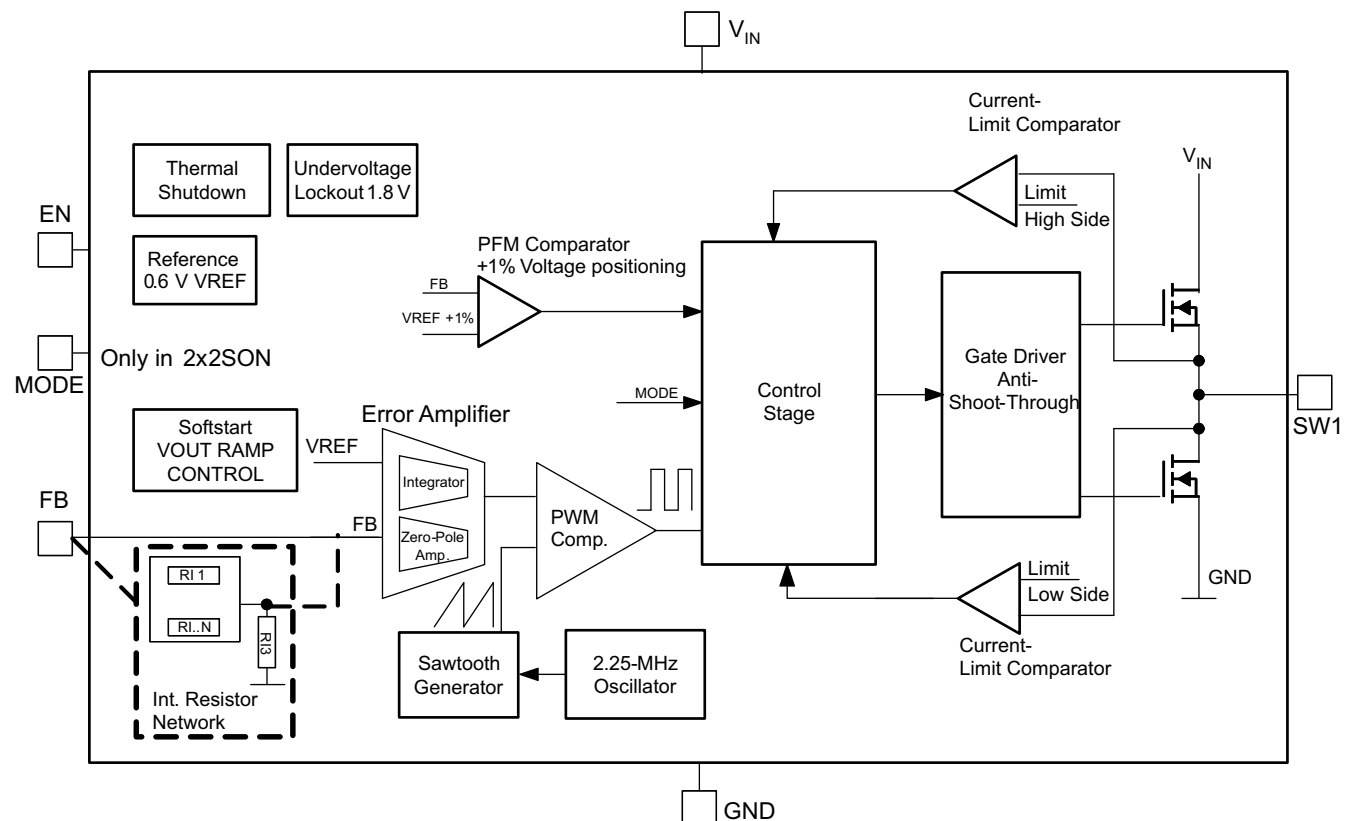 VIN
Current-
Limit Comparator
Thermal
Shutdown
Undervoltage
Lockout 1.8 V
VIN
EN
Limit
High Side
Reference
0.6 V VREF
PFM Comparator
+1% Voltage positioning
FB
VREF +1%
MODE
Only in 2x2SON
Control
Stage
Gate Driver
Anti-
Shoot-Through
MODE
SW1
Softstart
VOUT RAMP
CONTROL
Error Amplifier
VREF
Integrator
FB
FB
Zero-Pole
Amp.
PWM
Comp.
RI 1
RI..N
RI3
Int. Resistor
Network
Sawtooth
Generator
2.25-MHz
Oscillator
Limit
Low Side
GND
Current-
Limit Comparator
GND